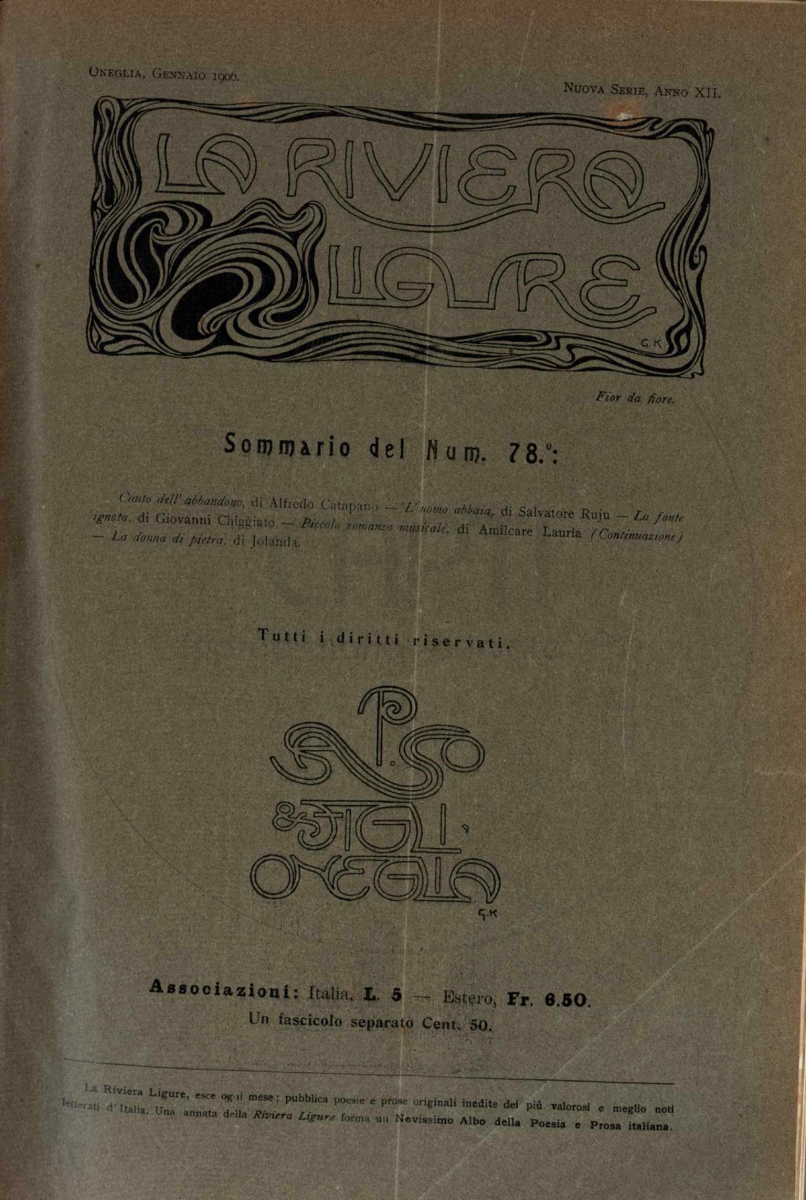 Oneglia, Gennaio 1906.
Nuova Serie, Anno XII.
LA RIVIERA
LIGURE
G K
Fior da fiore.
Sommario del Num. 78.º:
Canto dell' abbandono, di Alfredo Catapano — L' uomo abbaia, di Salvatore Ruju — La fonte
ignota, di Giovanni Chiggiato — Piccolo romanzo musicale, di Amilcare Lauria (Continuazione)
— La donna di pietra, di Jolanda.
Tutti i diritti riservati.
P. SASSO
& FIGLI.
ONEGLIA
G.K
Associazioni: Italia, L. 5 — Estero, Fr. 6.50.
Un fascicolo separato Cent. 50.
La Riviera Ligure, esce ogni mese; pubblica poesie e prose originali inedite dei più valorosi e meglio noti
letterati d' Italia. Una annata della Riviera Ligure forma un Nevissimo Albo della Poesia e Prosa italiana.